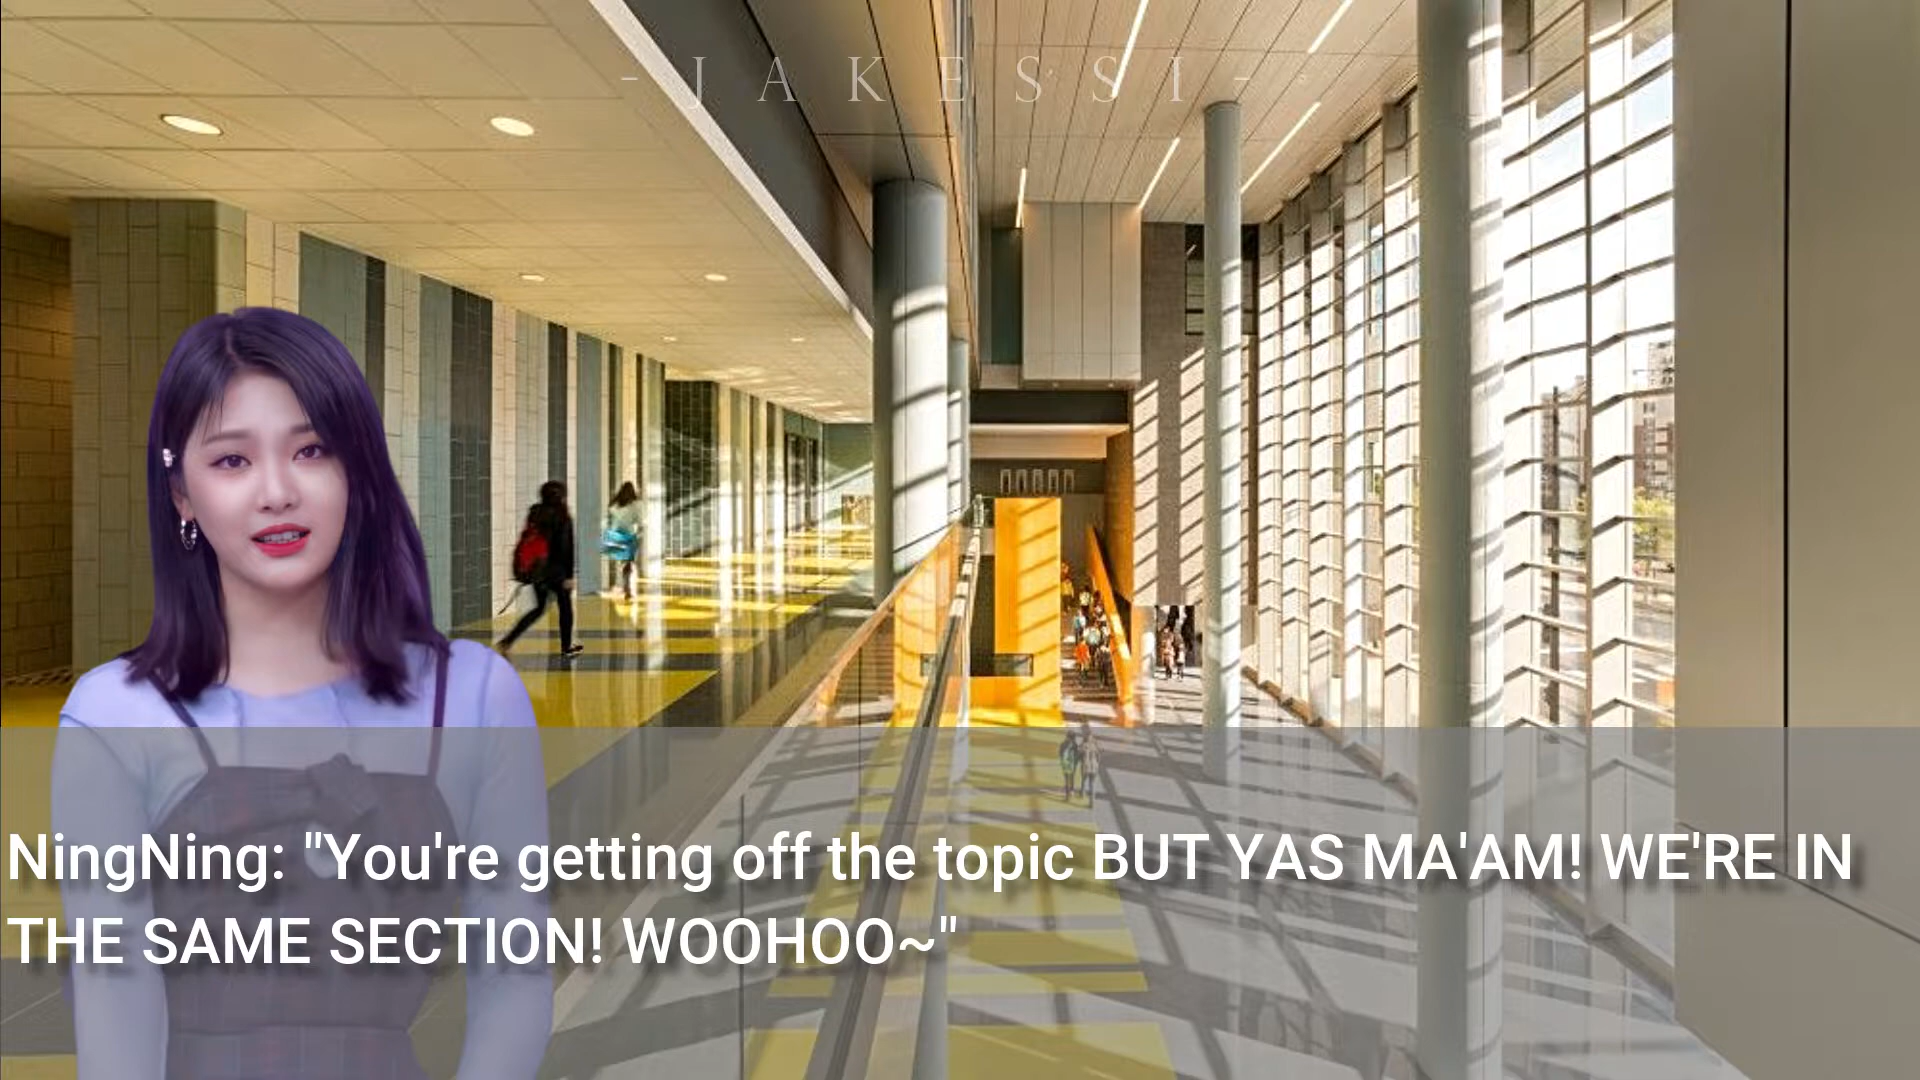 - J A K E S S I -
NingNing: "You're getting off the topic BUT YAS MA'AM! WE'RE IN
THE SAME SECTION! WOOHOO~"